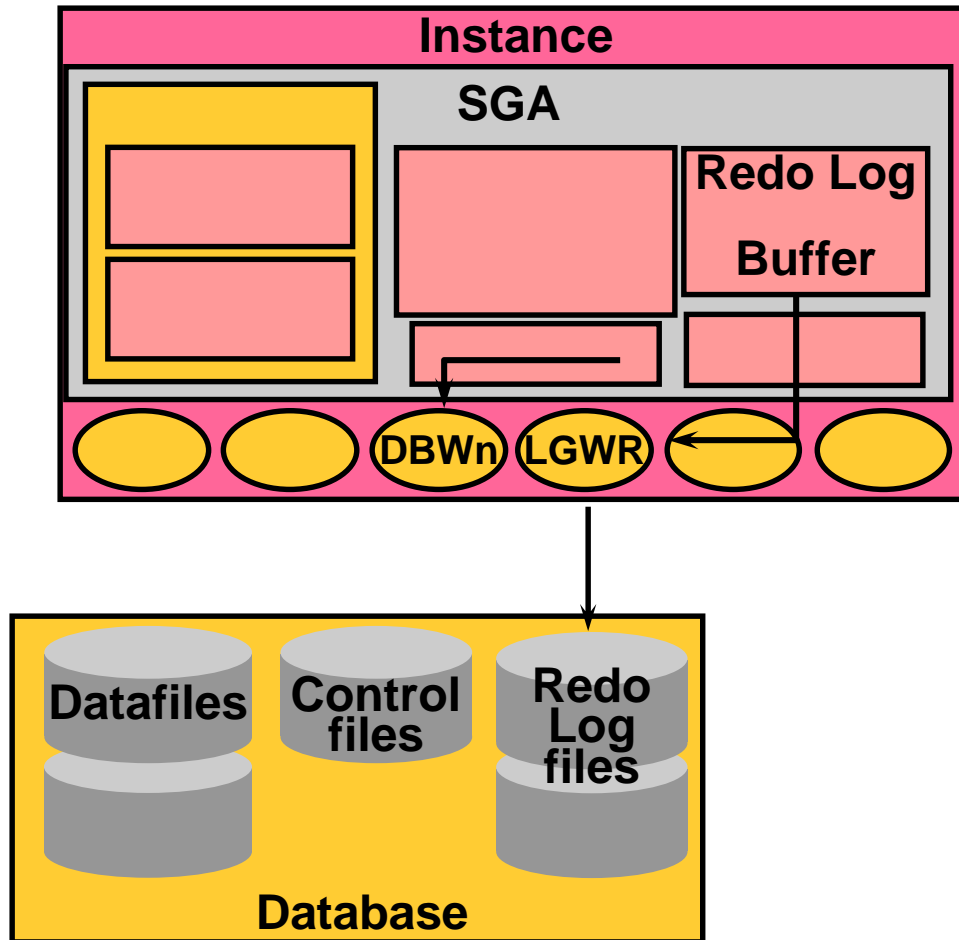 Instance
SGA
Redo Log
Buffer
DBWn
LGWR
Datafiles
Control
files
Redo
Log
files
Database